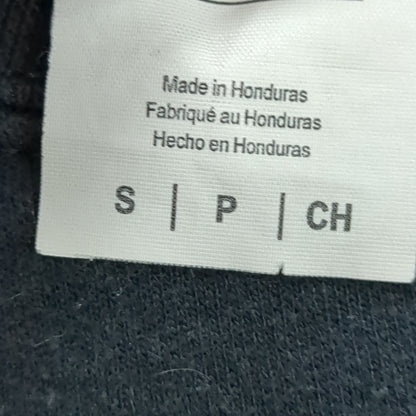 Made in Honduras
Fabriqué au Honduras
Hecho en Honduras
S | P | CH